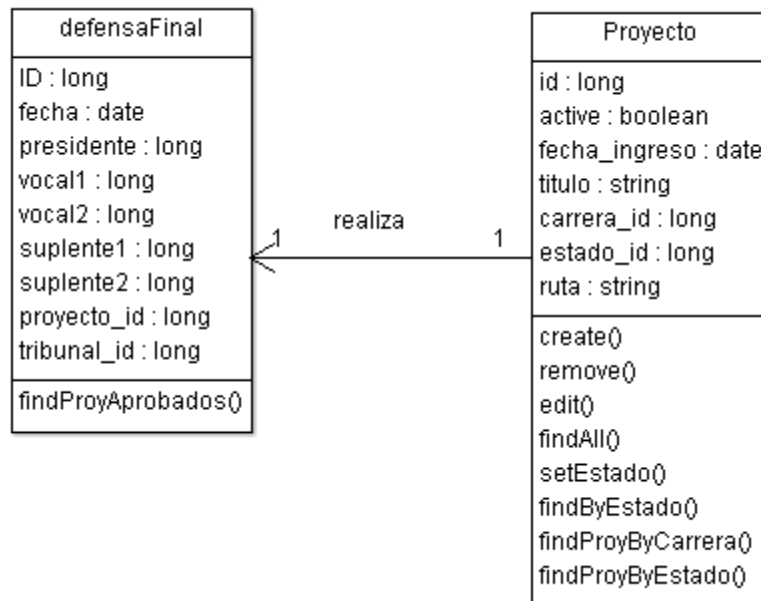 defensaFinal
ID : long
fecha : date
presidente : long
vocal1 : long
vocal2 : long
suplente1 : long
suplente2 : long
proyecto_id : long
tribunal_id : long
findProyAprobados()
1
realiza
1
Proyecto
id : long
active : boolean
fecha_ingreso : date
titulo : string
carrera_id : long
estado_id : long
ruta : string
create()
remove()
edit()
findAll()
setEstado()
findByEstado()
findProyByCarrera()
findProyByEstado()